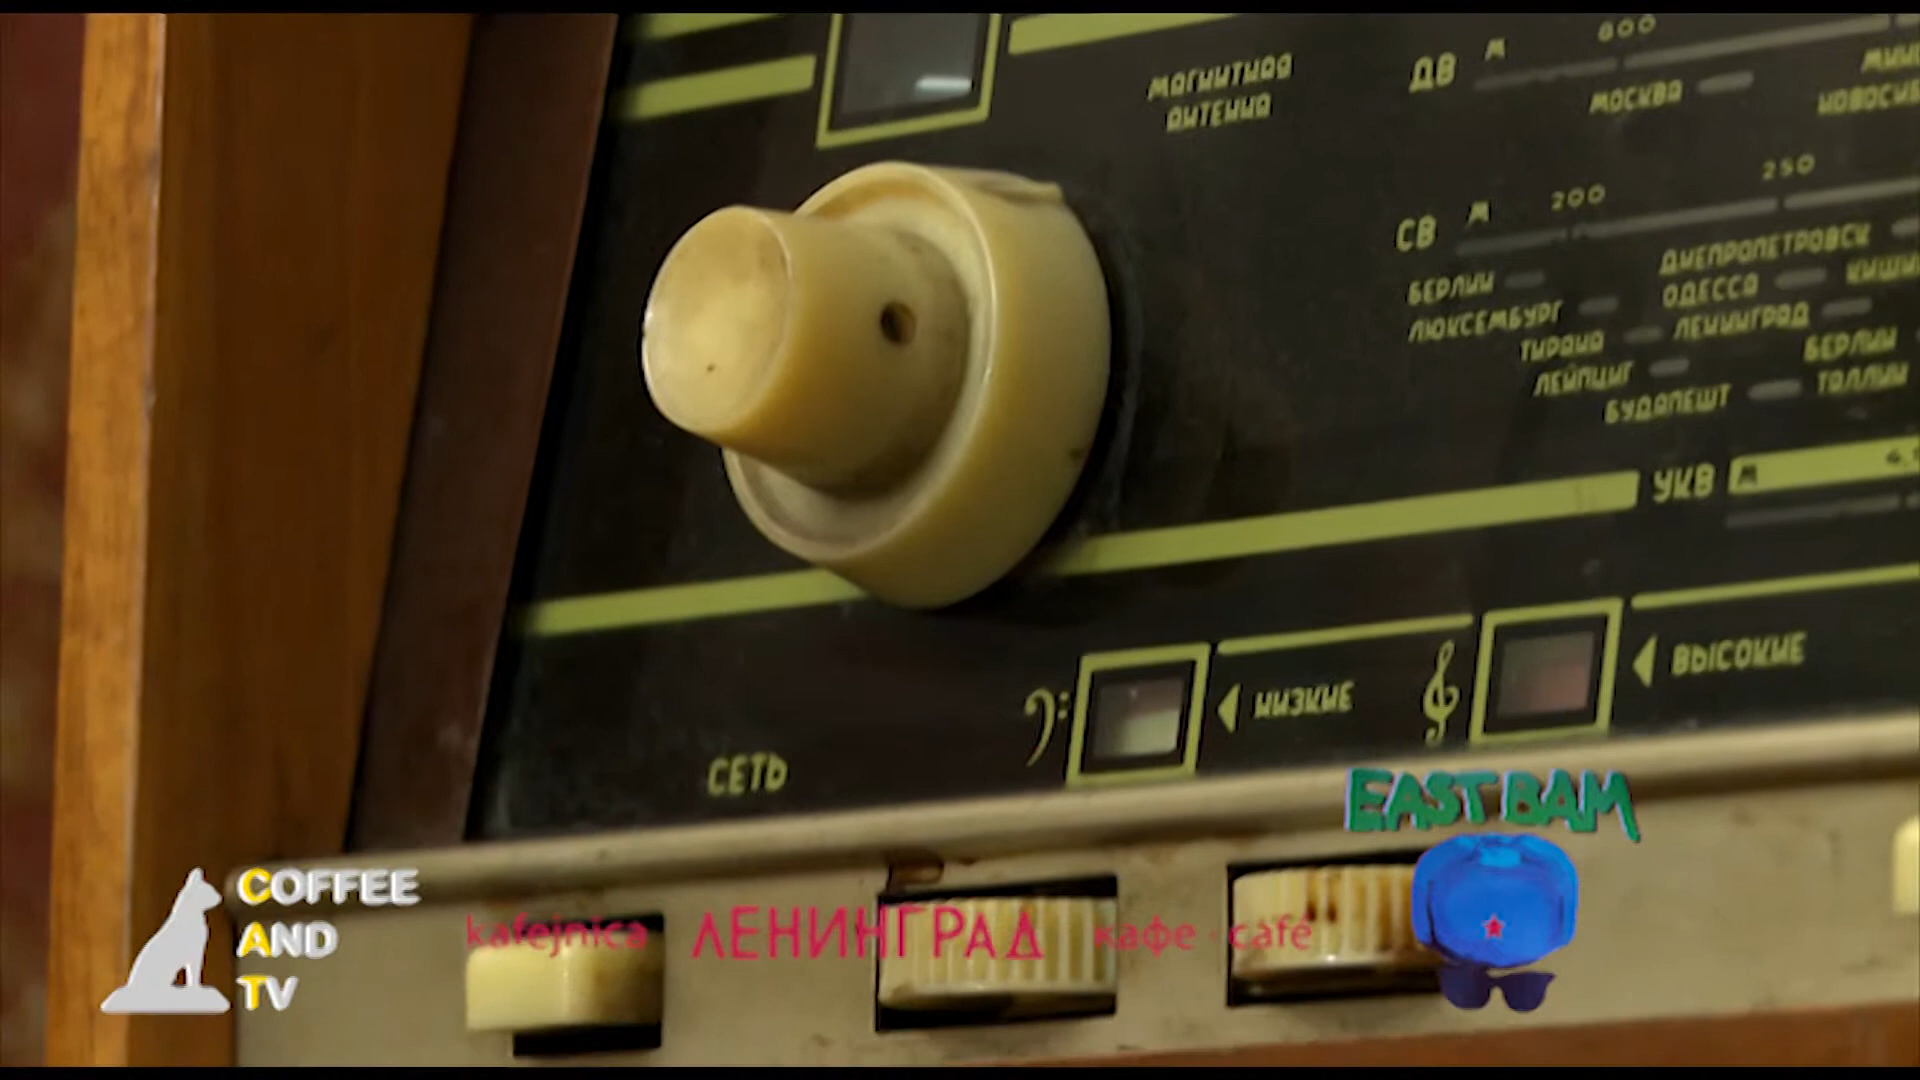 МАГНИТНАЯ
АНТЕННА
ДВ М 800
МОСКВА
СВ М 200 250
БЕРЛИН
ЛЮКСЕМБУРГ
ТИРАНА
ЛЕЙПЦИГ
БУДАПЕШТ
ДНЕПРОПЕТРОВСК
ОДЕССА
ЛЕНИНГРАД
БЕРЛИН
ТАЛЛИН
УКВ М
НИЗКИЕ
ВЫСОКИЕ
СЕТЬ
EAST BAM
COFFEE
AND
TV
kafejnica ЛЕНИНГРАД кафе · café